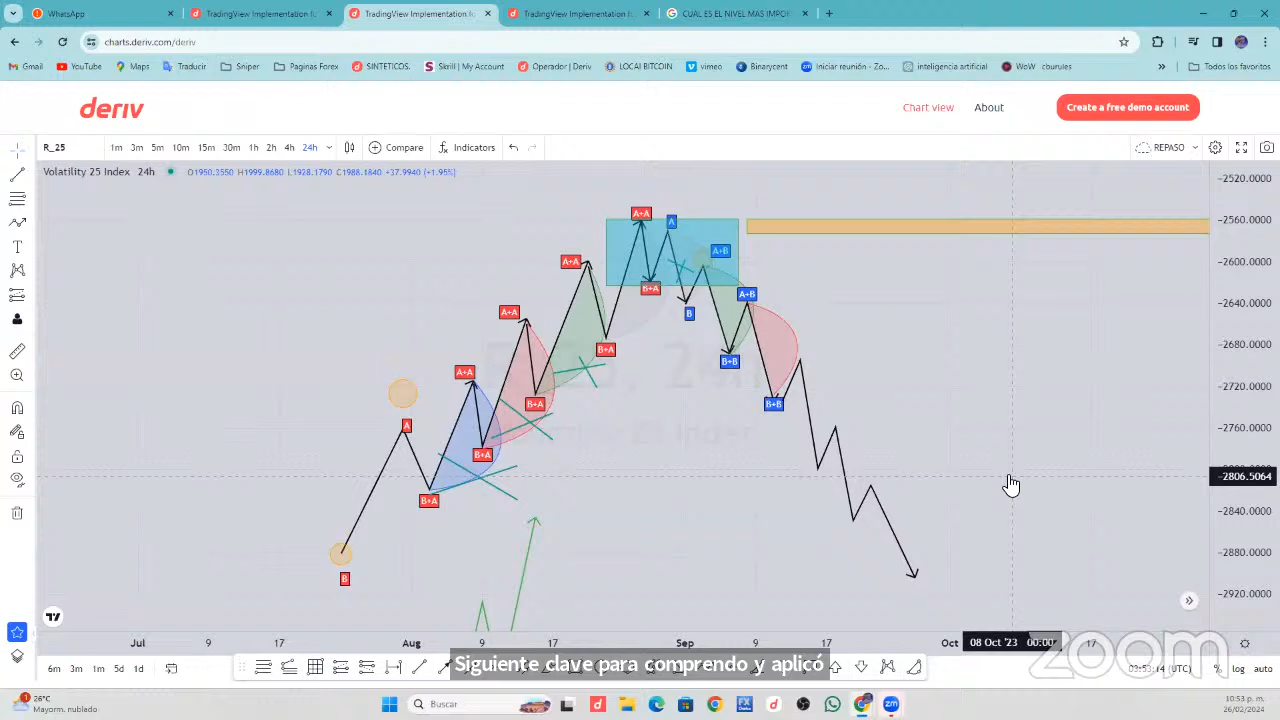 WhatsApp
TradingView Implementation fo
TradingView Implementation fo
TradingView Implementation fo
CUAL ES EL NIVEL MAS IMPOR
charts.deriv.com/deriv
Gmail
YouTube
Maps
Traducir
Sniper
Paginas Forex
SINTETICOS.
Skrill | My Account
Operador | Deriv
LOCAl BITCOIN
vimeo
Binarycent
Iniciar reunión - Zo...
inteligencia artificial
WoW
cburules
Todos los favoritos
deriv
Chart view
About
Create a free demo account
R_25
1m 3m 5m 10m 15m 30m 1h 2h 4h 24h
Compare
Indicators
REPASO
Volatility 25 Index 24h
H1999.8680 L1928.1790 C1988.1840 +37.9940 (+1.95%)
−2520.0000
−2560.0000
−2600.0000
−2640.0000
−2680.0000
−2720.0000
−2760.0000
−2806.5064
−2840.0000
−2880.0000
−2920.0000
A+A
A
A+B
A+A
B+A
A+B
B
A+A
B+A
B+B
A+A
B+A
B+B
A
B+A
B+A
B
Jul
9
17
Aug
9
17
Sep
9
17
Oct
08 Oct '23 00:00
17
6m 3m 1m 5d 1d
Siguiente clave para comprendo y aplicó
zoom
03:53:14 (UTC)
%
log
auto
26°C
Mayorm. nublado
Buscar
10:53 p.m.
26/02/2024